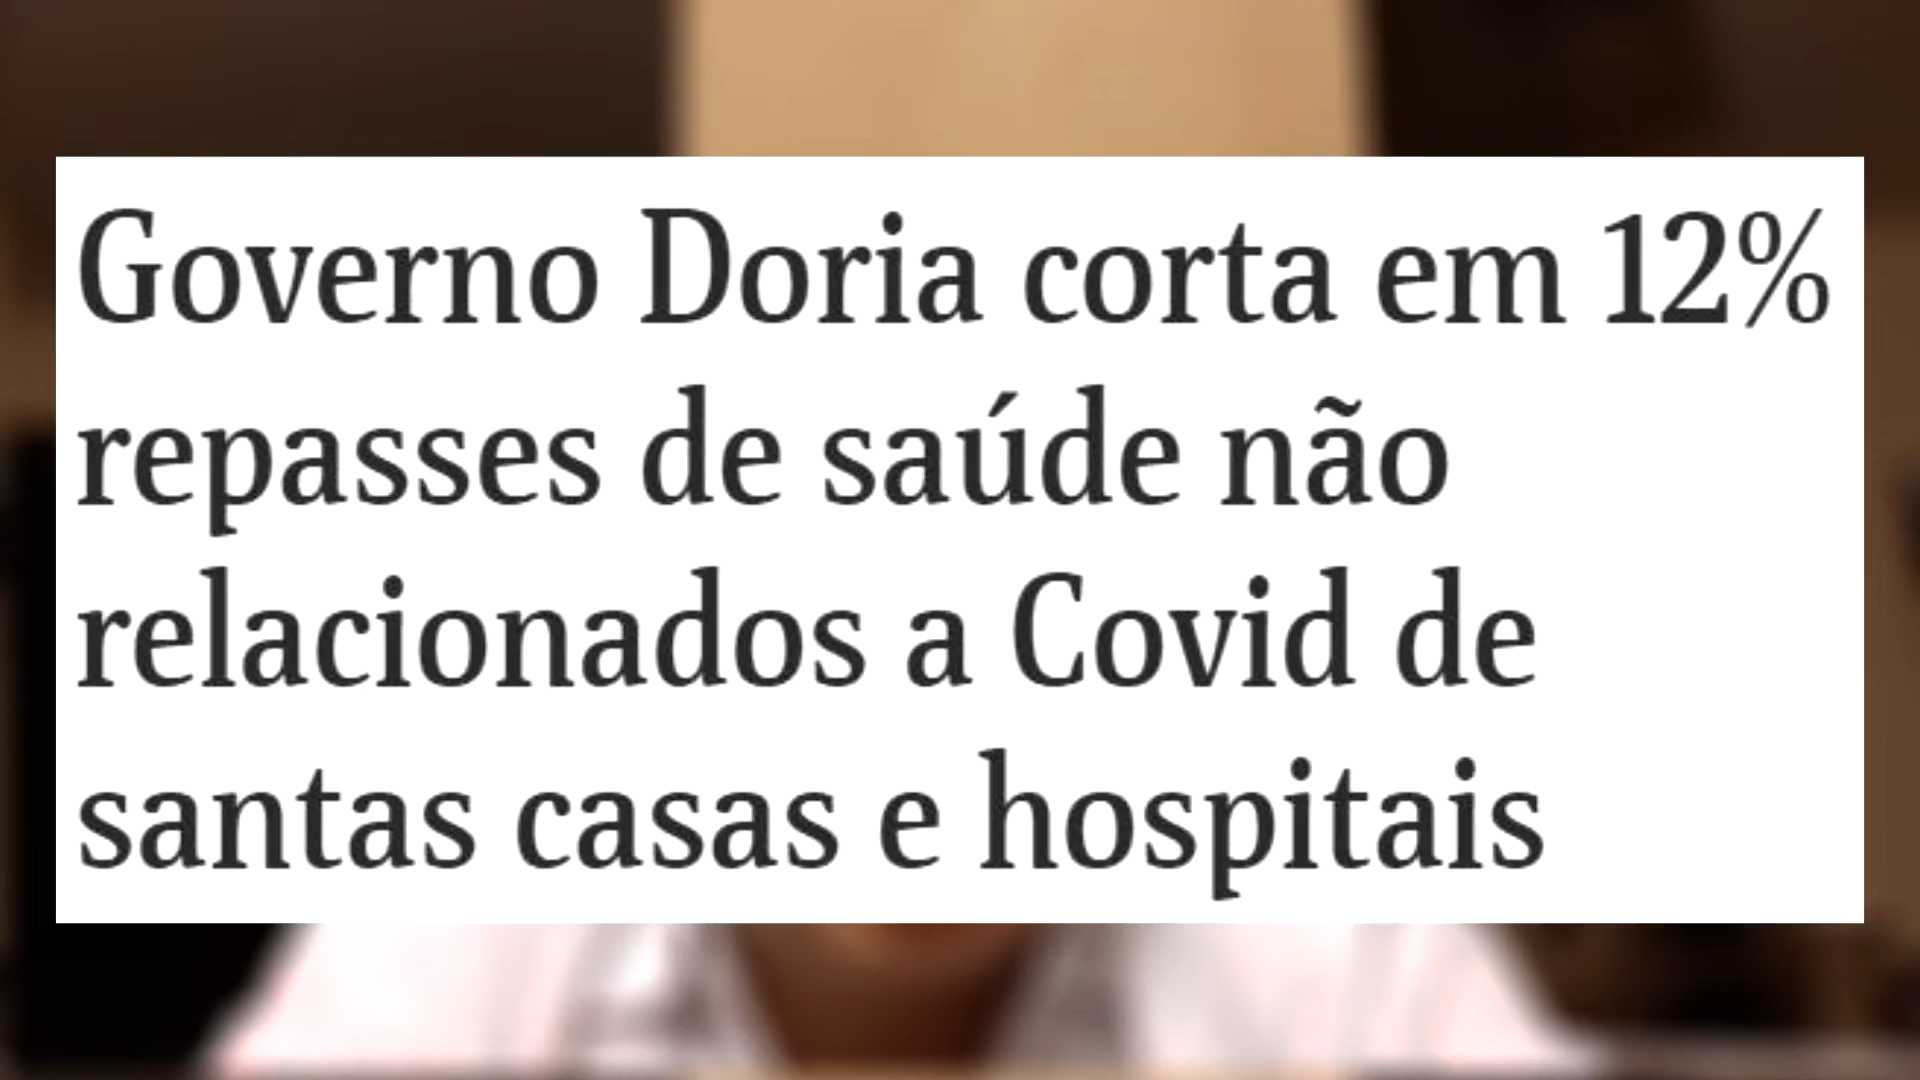 Governo Doria corta em 12%
repasses de saúde não
relacionados a Covid de
santas casas e hospitais